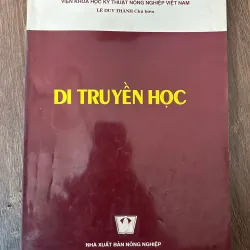 VIỆN KHOA HỌC KỸ THUẬT NÔNG NGHIỆP VIỆT NAM
LÊ DUY THÀNH Chủ biên
DI TRUYỀN HỌC
NHÀ XUẤT BẢN NÔNG NGHIỆP